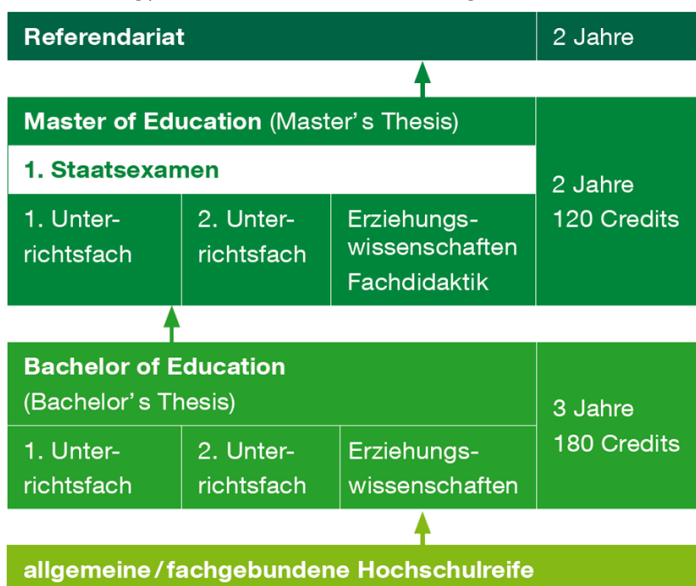 Referendariat
2 Jahre
Master of Education (Master's Thesis)
1. Staatsexamen
2 Jahre
120 Credits
1. Unter-
richtsfach
2. Unter-
richtsfach
Erziehungs-
wissenschaften
Fachdidaktik
Bachelor of Education
(Bachelor's Thesis)
3 Jahre
180 Credits
1. Unter-
richtsfach
2. Unter-
richtsfach
Erziehungs-
wissenschaften
allgemeine/fachgebundene Hochschulreife